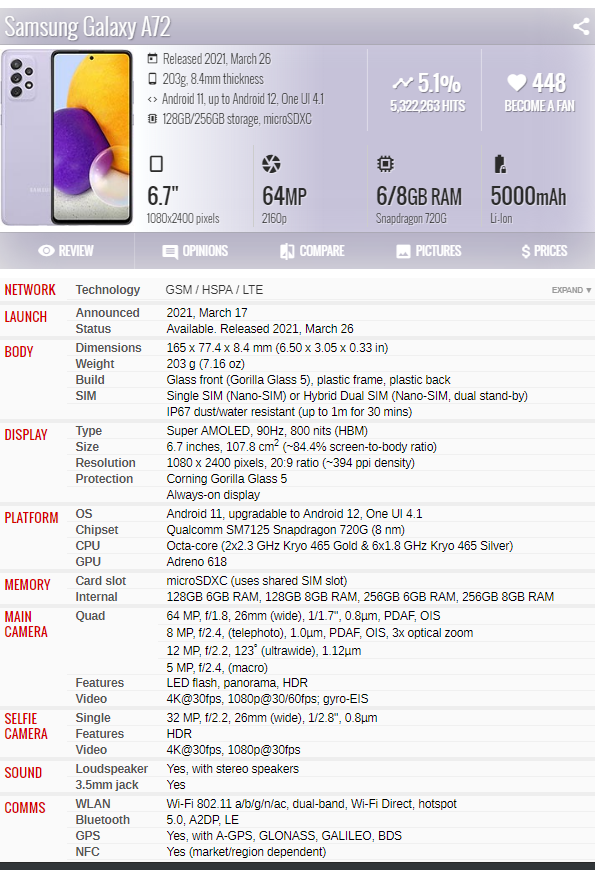 Samsung Galaxy A72
Released 2021, March 26
203g, 8.4mm thickness
Android 11, up to Android 12, One UI 4.1
128GB/256GB storage, microSDXC
5.1%
5,322,263 HITS
448
BECOME A FAN
SAMSUNG
6.7"
1080x2400 pixels
64MP
2160p
6/8GB RAM
Snapdragon 720G
5000mAh
Li-Ion
REVIEW OPINIONS COMPARE PICTURES $ PRICES
NETWORK Technology GSM / HSPA / LTE EXPAND ▼
LAUNCH Announced 2021, March 17
Status Available. Released 2021, March 26
BODY Dimensions 165 x 77.4 x 8.4 mm (6.50 x 3.05 x 0.33 in)
Weight 203 g (7.16 oz)
Build Glass front (Gorilla Glass 5), plastic frame, plastic back
SIM Single SIM (Nano-SIM) or Hybrid Dual SIM (Nano-SIM, dual stand-by)
IP67 dust/water resistant (up to 1m for 30 mins)
DISPLAY Type Super AMOLED, 90Hz, 800 nits (HBM)
Size 6.7 inches, 107.8 cm² (~84.4% screen-to-body ratio)
Resolution 1080 x 2400 pixels, 20:9 ratio (~394 ppi density)
Protection Corning Gorilla Glass 5
Always-on display
PLATFORM OS Android 11, upgradable to Android 12, One UI 4.1
Chipset Qualcomm SM7125 Snapdragon 720G (8 nm)
CPU Octa-core (2x2.3 GHz Kryo 465 Gold & 6x1.8 GHz Kryo 465 Silver)
GPU Adreno 618
MEMORY Card slot microSDXC (uses shared SIM slot)
Internal 128GB 6GB RAM, 128GB 8GB RAM, 256GB 6GB RAM, 256GB 8GB RAM
MAIN CAMERA Quad 64 MP, f/1.8, 26mm (wide), 1/1.7", 0.8µm, PDAF, OIS
8 MP, f/2.4, (telephoto), 1.0µm, PDAF, OIS, 3x optical zoom
12 MP, f/2.2, 123˚ (ultrawide), 1.12µm
5 MP, f/2.4, (macro)
Features LED flash, panorama, HDR
Video 4K@30fps, 1080p@30/60fps; gyro-EIS
SELFIE CAMERA Single 32 MP, f/2.2, 26mm (wide), 1/2.8", 0.8µm
Features HDR
Video 4K@30fps, 1080p@30fps
SOUND Loudspeaker Yes, with stereo speakers
3.5mm jack Yes
COMMS WLAN Wi-Fi 802.11 a/b/g/n/ac, dual-band, Wi-Fi Direct, hotspot
Bluetooth 5.0, A2DP, LE
GPS Yes, with A-GPS, GLONASS, GALILEO, BDS
NFC Yes (market/region dependent)